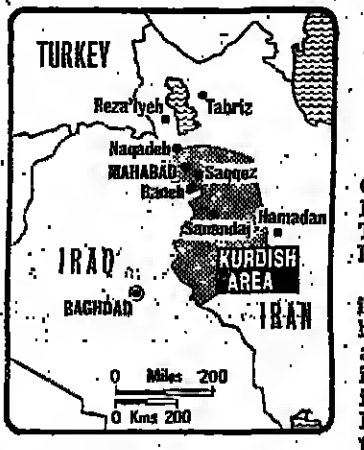 TURKEY
Reza'iyeh
Tabriz
Naqadeh
MAHABAD
Saqqez
Baneh
Sanandaj
Hamadan
IRAQ
KURDISH
AREA
BAGHDAD
IRAN
0 Miles 200
0 Kms 200